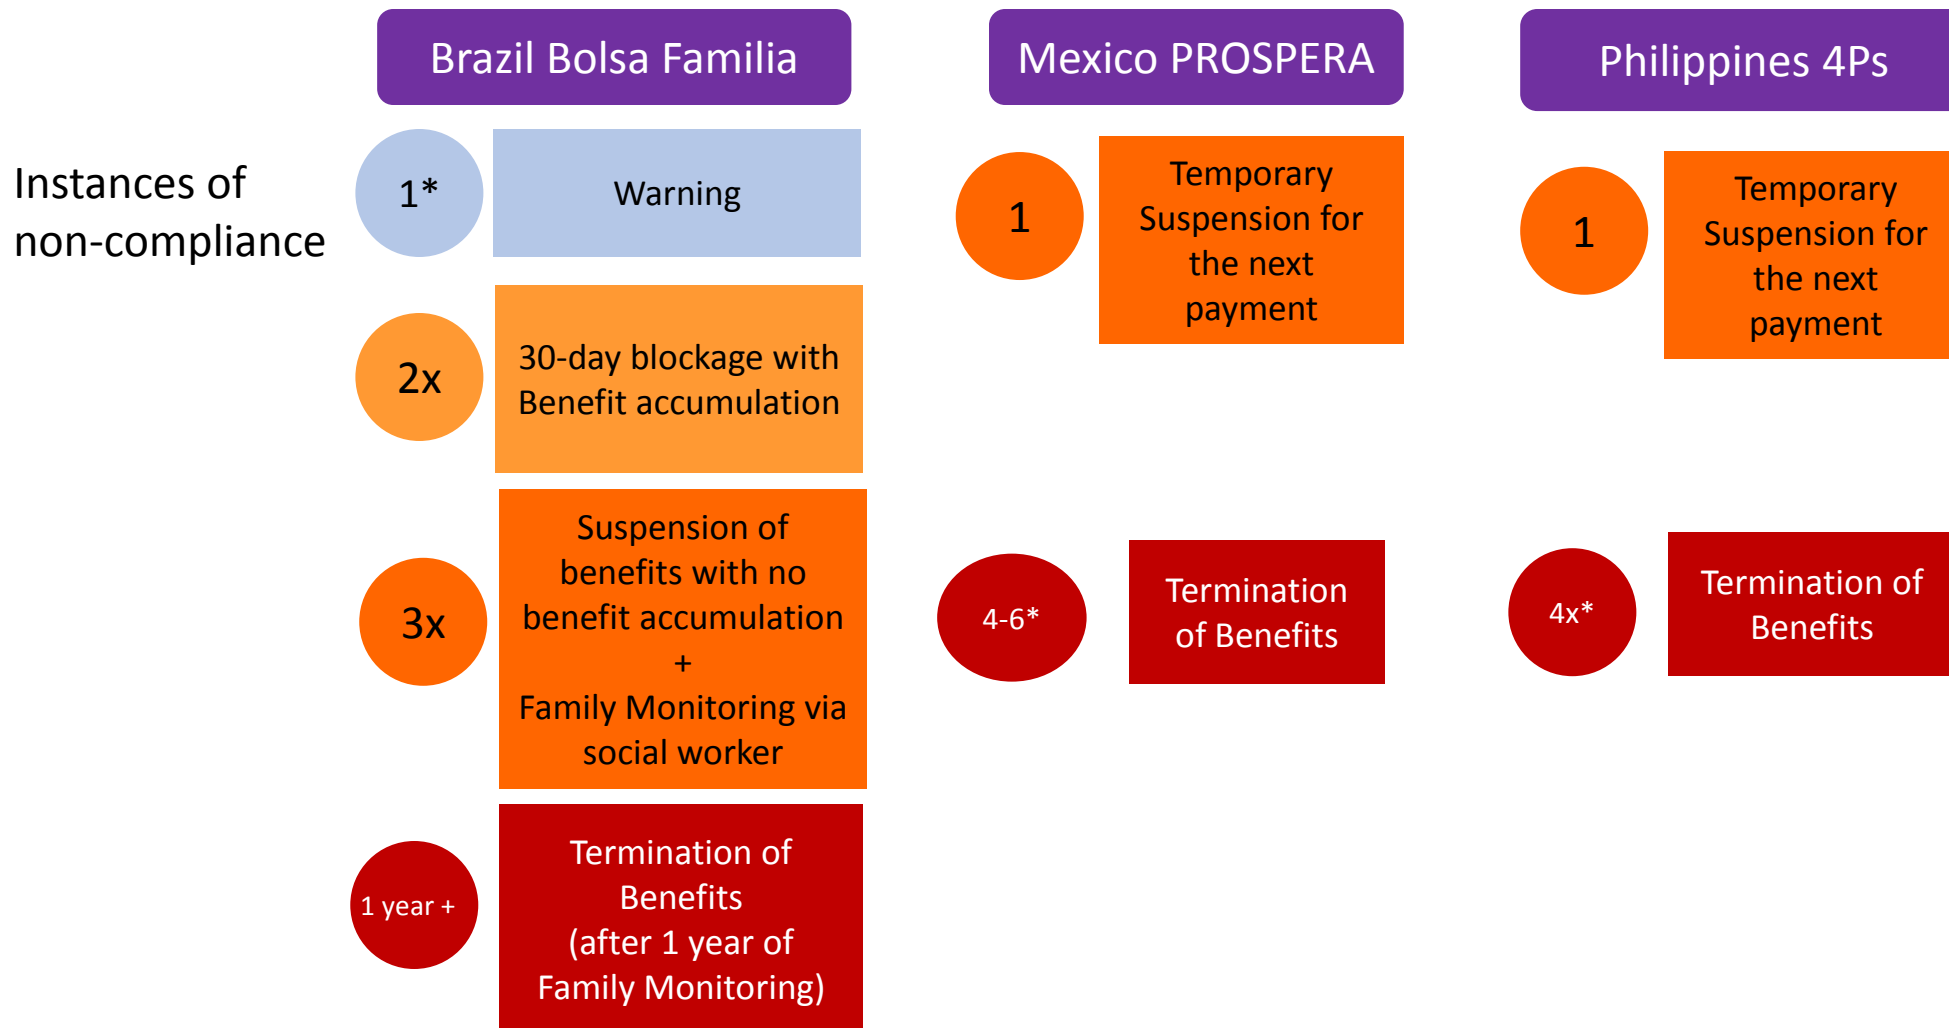 Brazil Bolsa Familia
Mexico PROSPERA
Philippines 4Ps
Instances of
non-compliance
1*
Warning
2x
30-day blockage with
Benefit accumulation
3x
Suspension of
benefits with no
benefit accumulation
+
Family Monitoring via
social worker
1 year +
Termination of
Benefits
(after 1 year of
Family Monitoring)
1
Temporary
Suspension for
the next
payment
4-6*
Termination
of Benefits
1
Temporary
Suspension for
the next
payment
4x*
Termination of
Benefits